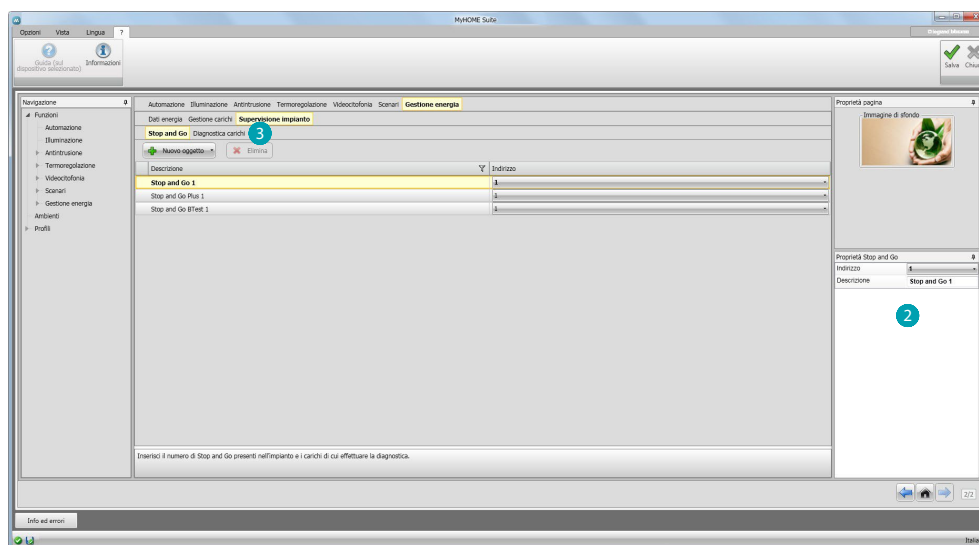 MyHOME Suite
Opzioni Vista Lingua ?
Guida (sul dispositivo selezionato)
Informazioni
Salva Chiu
Navigazione
Funzioni
Automazione
Illuminazione
Antintrusione
Termoregolazione
Videocitofonia
Scenari
Gestione energia
Ambienti
Profili
Automazione Illuminazione Antintrusione Termoregolazione Videocitofonia Scenari Gestione energia
Dati energia Gestione carichi Supervisione impianto
Stop and Go Diagnostica carichi 3
Nuovo oggetto Elimina
Descrizione Indirizzo
Stop and Go 1 1
Stop and Go Plus 1 1
Stop and Go BTest 1 1
Inserisci il numero di Stop and Go presenti nell'impianto e i carichi di cui effettuare la diagnostica.
Proprietà pagina
Immagine di sfondo
Proprietà Stop and Go
Indirizzo 1
Descrizione Stop and Go 1
2
2/2
Info ed errori
Italia